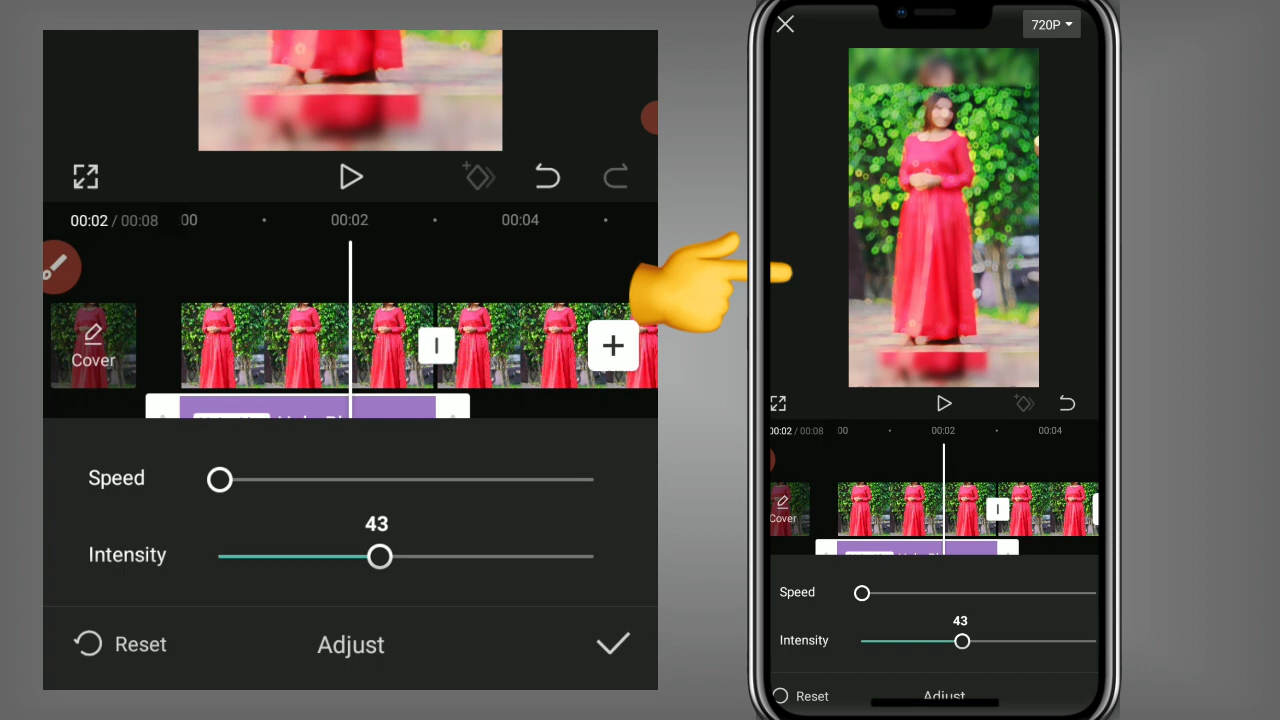 00:02 / 00:08 :00 00:02 00:04
Cover
Speed
43
Intensity
Reset Adjust
720P
00:02 / 00:08 :00 00:02 00:04
Cover
Speed
43
Intensity
Reset Adjust